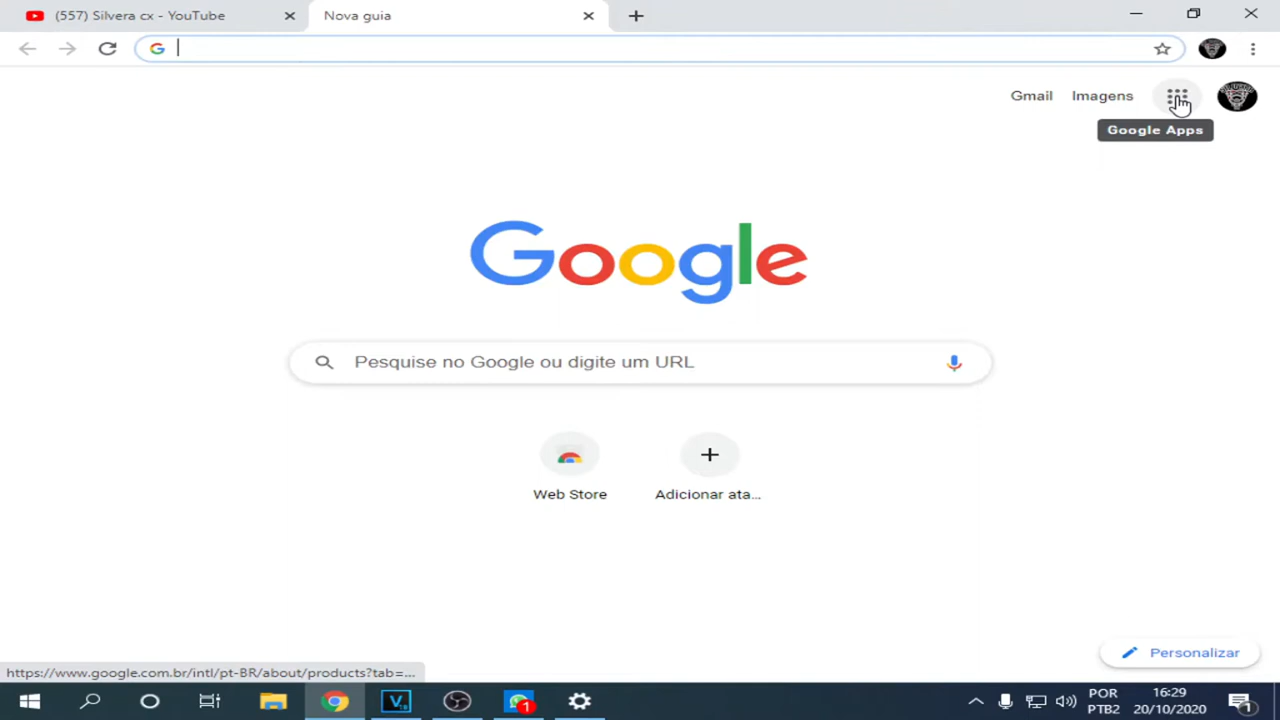 (557) Silvera cx - YouTube
Nova guia
Gmail Imagens
Google Apps
Google
Pesquise no Google ou digite um URL
Web Store
Adicionar ata...
Personalizar
https://www.google.com.br/intl/pt-BR/about/products?tab=...
1
POR
PTB2
16:29
20/10/2020
1